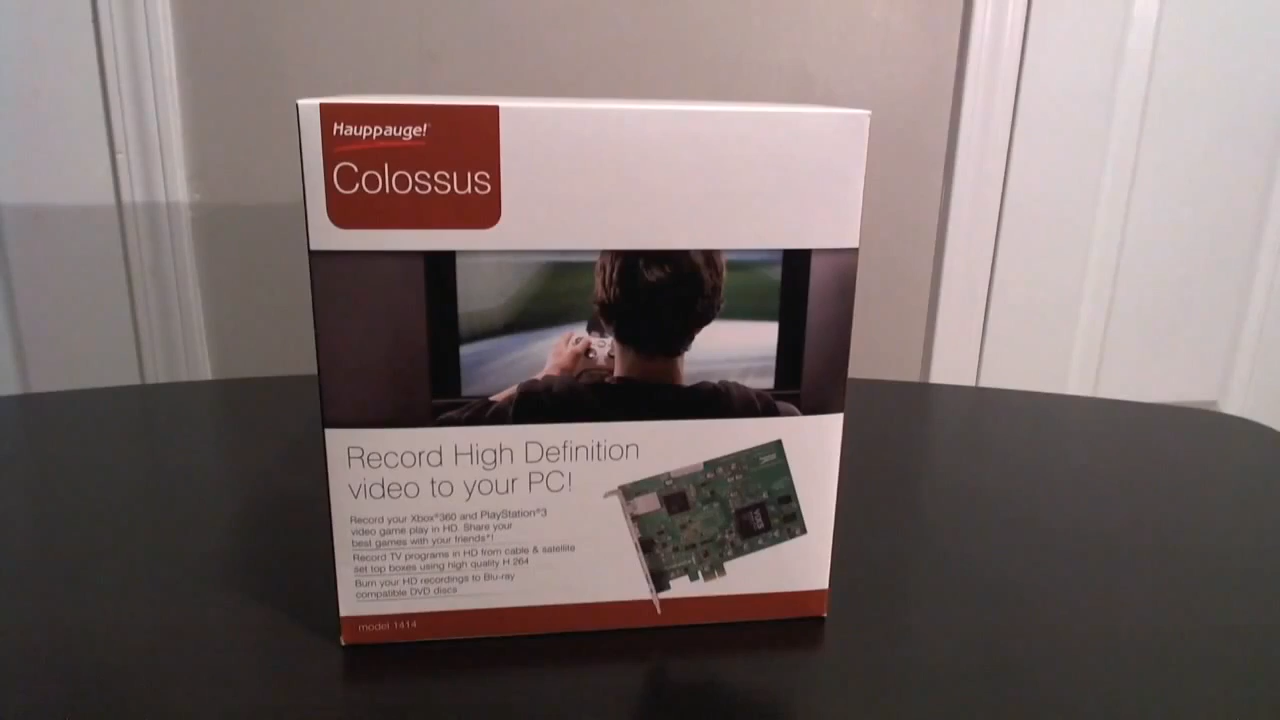 Hauppauge!
Colossus
Record High Definition
video to your PC!
Record your Xbox®360 and PlayStation®3
video game play in HD. Share your
best games with your friends*!
Record TV programs in HD from cable & satellite
set top boxes using high quality H.264
Burn your HD recordings to Blu-ray
compatible DVD discs
model 1414